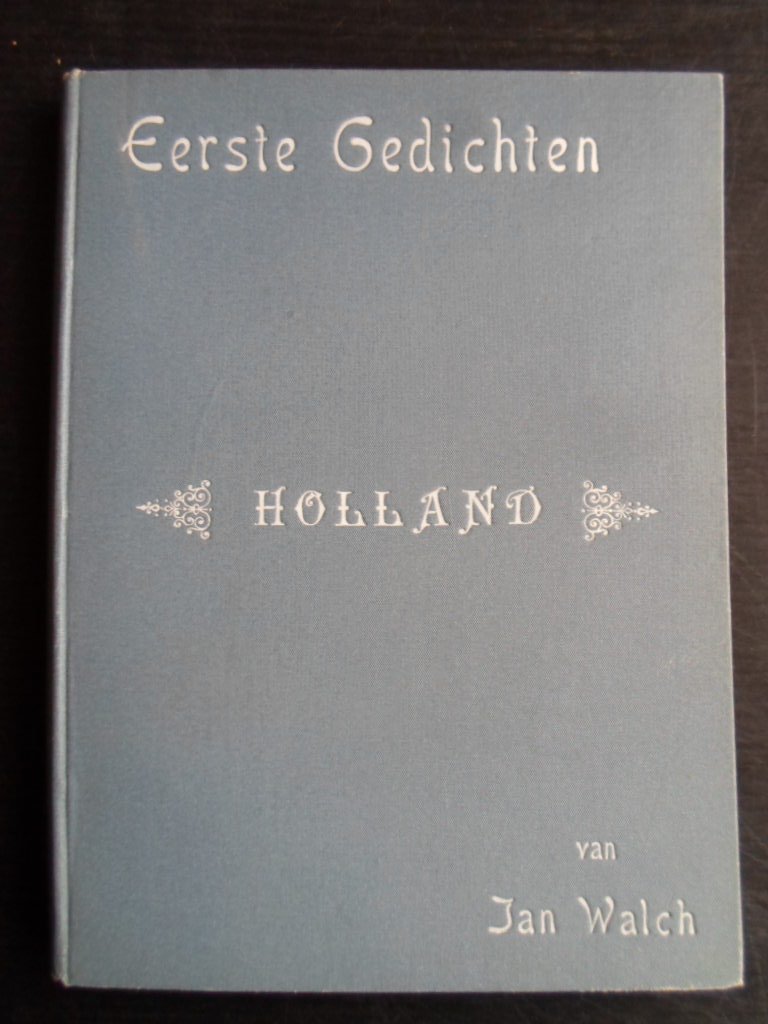 Eerste Gedichten
HOLLAND
van
Jan Walch